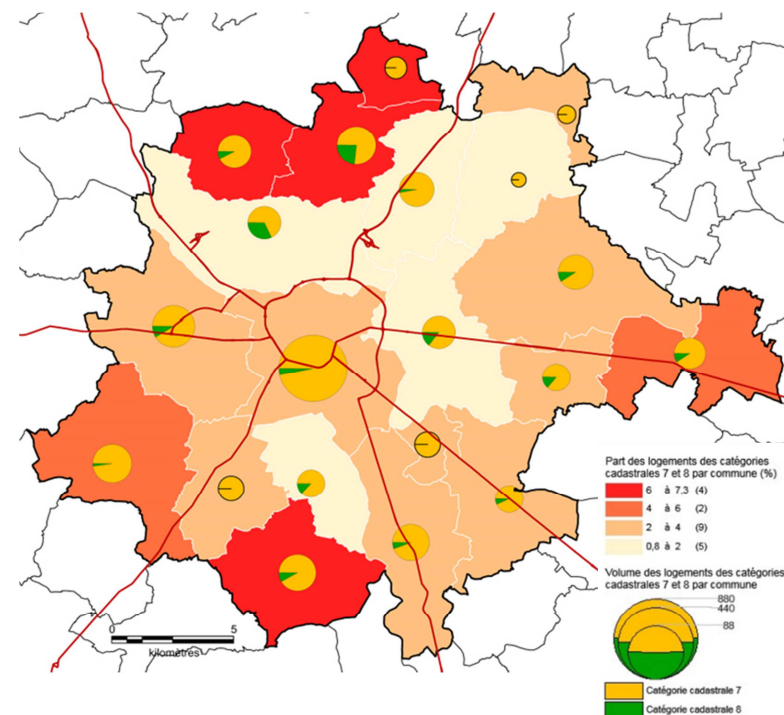 0
5
kilomètres
Part des logements des catégories
cadastrales 7 et 8 par commune (%)
6 à 7,3 (4)
4 à 6 (2)
2 à 4 (9)
0,8 à 2 (5)
Volume des logements des catégories
cadastrales 7 et 8 par commune
880
440
88
Catégorie cadastrale 7
Catégorie cadastrale 8